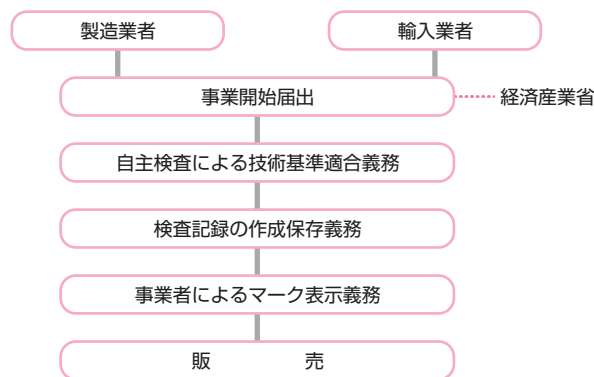 製造業者
輸入業者
事業開始届出
経済産業省
自主検査による技術基準適合義務
検査記録の作成保存義務
事業者によるマーク表示義務
販　　売